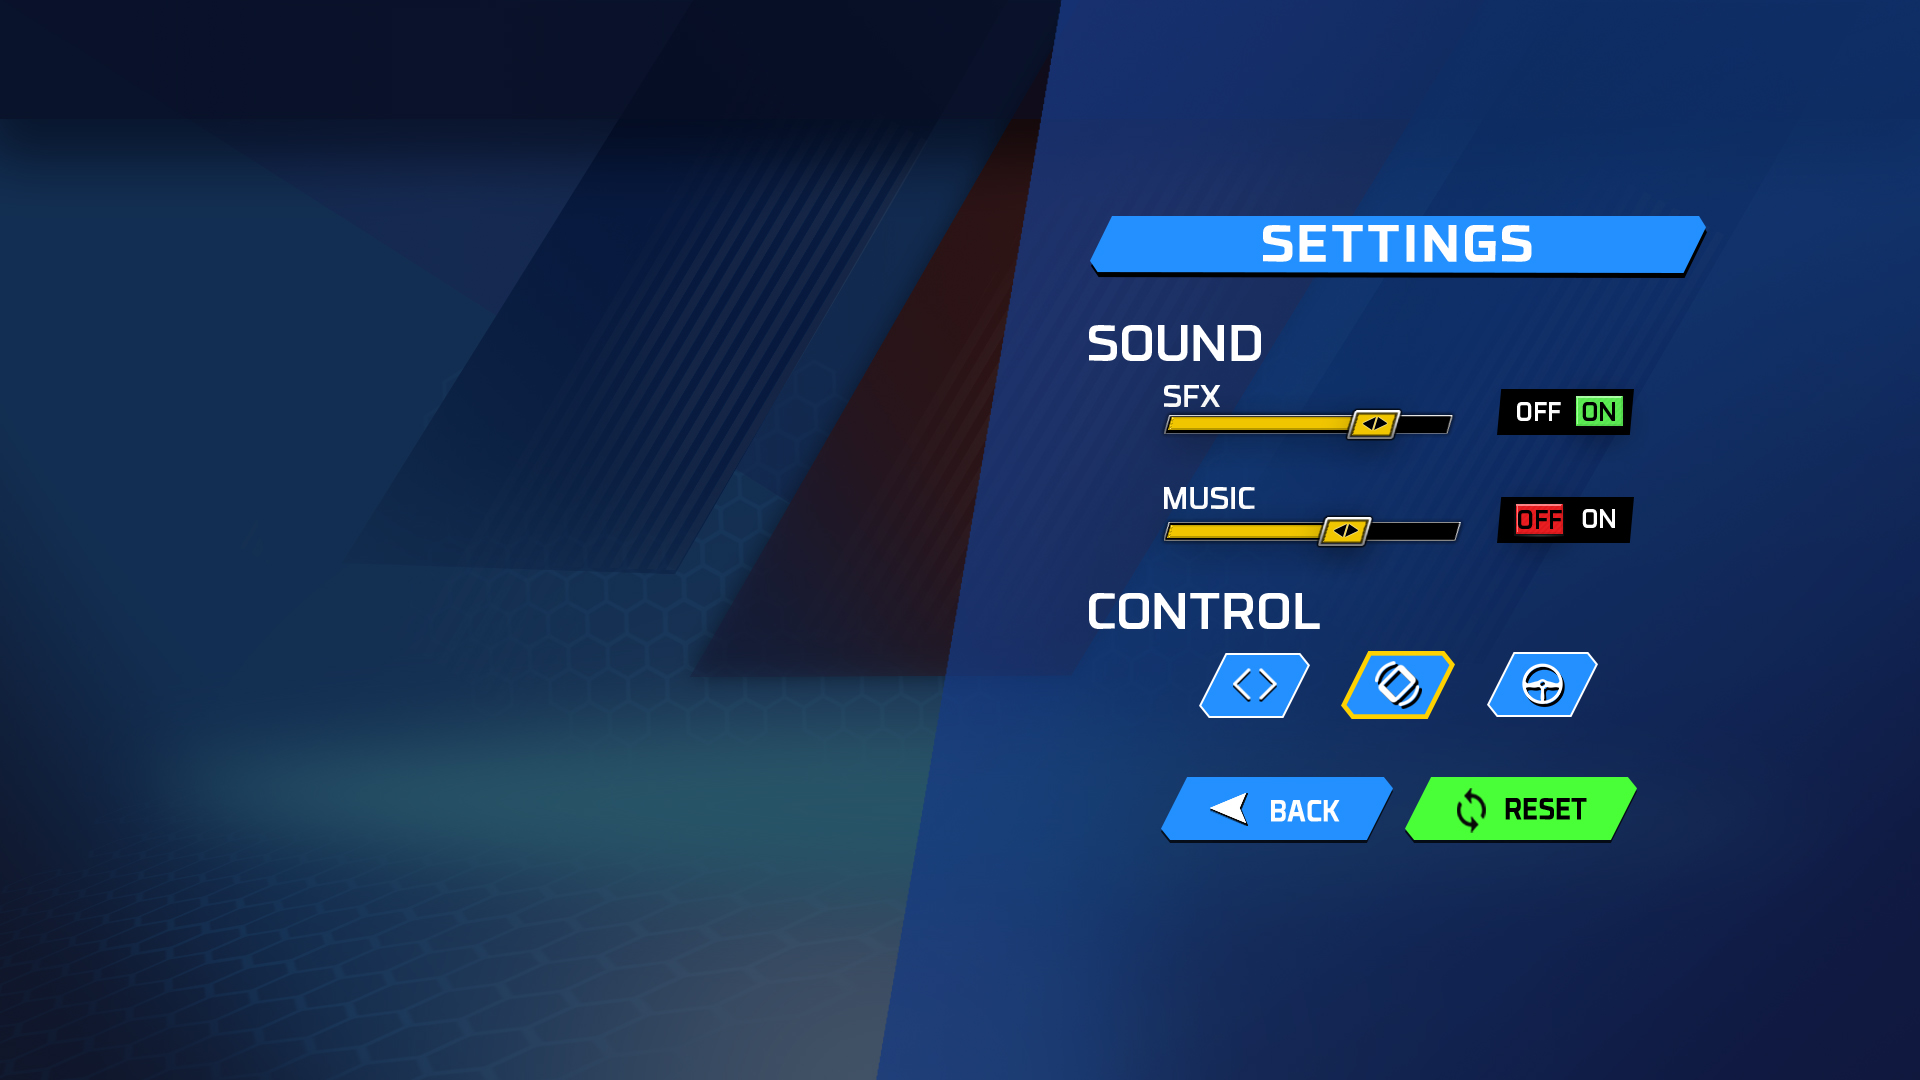 SETTINGS
SOUND
SFX
OFF ON
MUSIC
OFF ON
CONTROL
BACK RESET